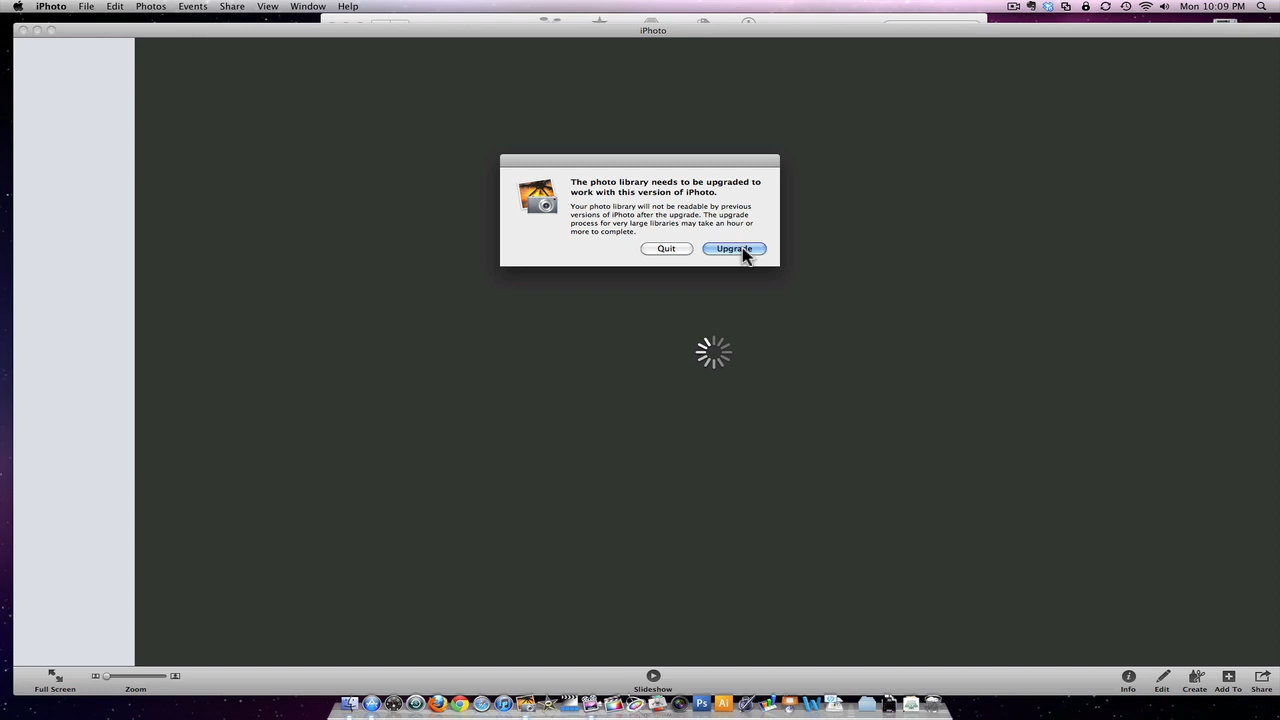 iPhoto File Edit Photos Events Share View Window Help Mon 10:09 PM
iPhoto
The photo library needs to be upgraded to
work with this version of iPhoto.
Your photo library will not be readable by previous
versions of iPhoto after the upgrade. The upgrade
process for very large libraries may take an hour or
more to complete.
Quit Upgrade
Full Screen Zoom Slideshow Info Edit Create Add To Share
Ps Ai W